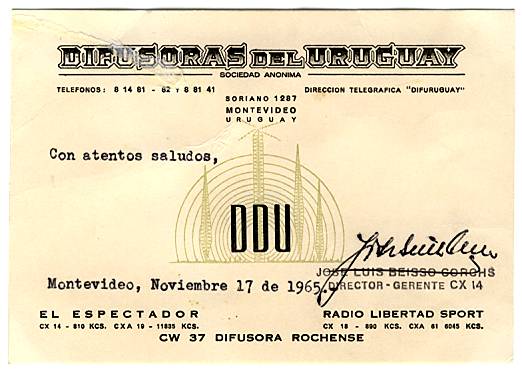 DIFUSORAS DEL URUGUAY
SOCIEDAD ANONIMA
TELEFONOS: 8 14 81 - 82 Y 8 81 41
DIRECCION TELEGRAFICA "DIFURUGUAY"
SORIANO 1287
MONTEVIDEO
URUGUAY
Con atentos saludos,
DDU
JOSE LUIS BEISSO GOROHS
Montevideo, Noviembre 17 de 1965.
DIRECTOR - GERENTE CX 14
EL ESPECTADOR
CX 14 - 810 KCS. CXA 19 - 11835 KCS.
RADIO LIBERTAD SPORT
CX 18 - 890 KCS. CXA 61 6045 KCS.
CW 37 DIFUSORA ROCHENSE